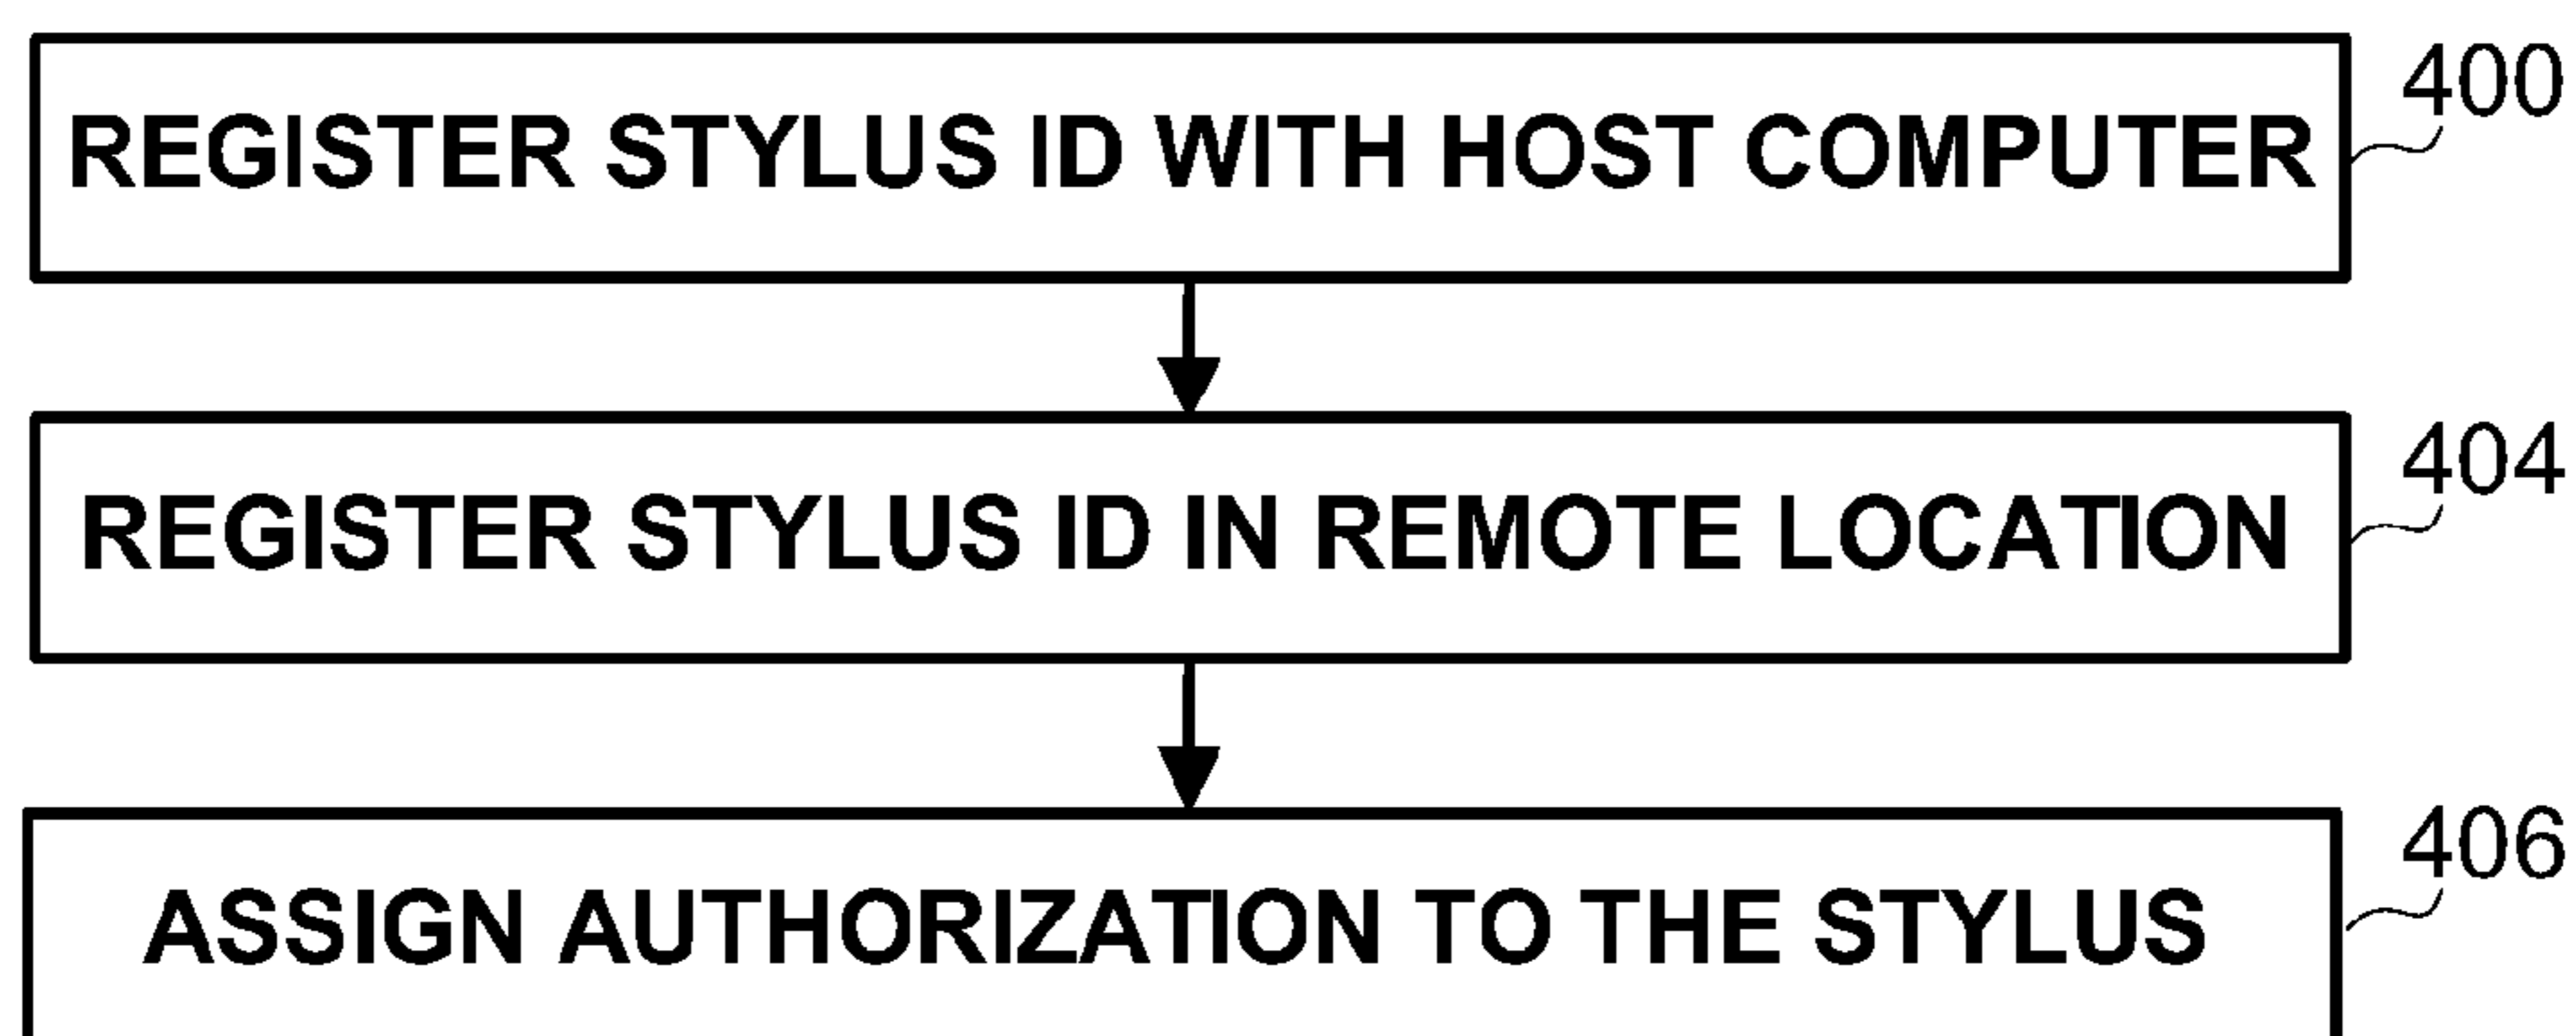 REGISTER STYLUS ID WITH HOST COMPUTER
400
REGISTER STYLUS ID IN REMOTE LOCATION
404
ASSIGN AUTHORIZATION TO THE STYLUS
406